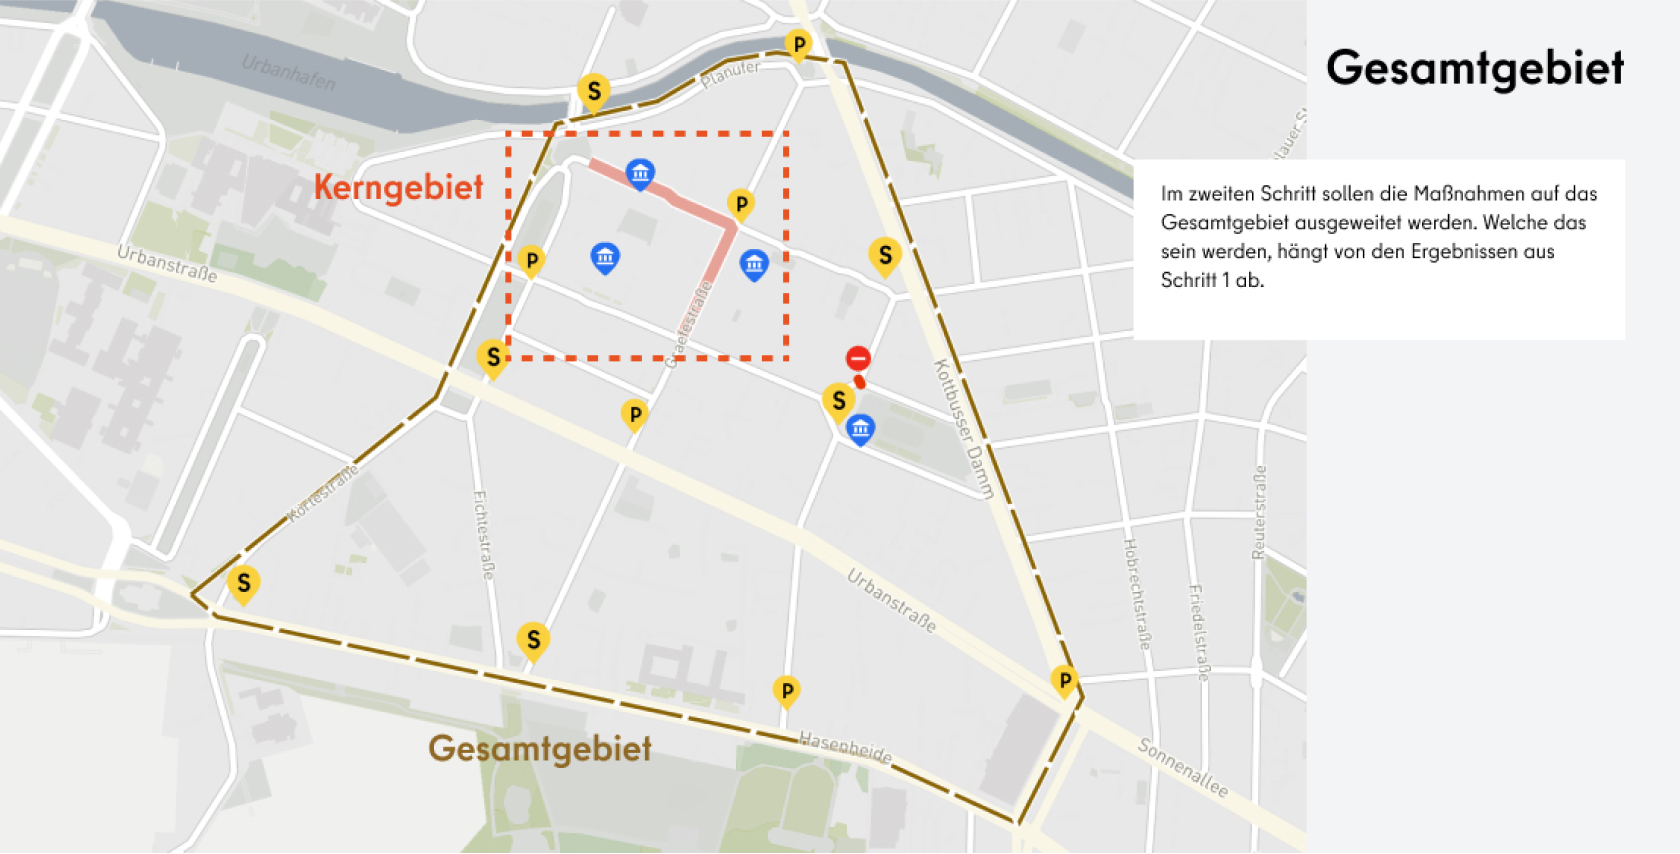 Gesamtgebiet
Im zweiten Schritt sollen die Maßnahmen auf das
Gesamtgebiet ausgeweitet werden. Welche das
sein werden, hängt von den Ergebnissen aus
Schritt 1 ab.
Urbanhafen
Planufer
P
S
Kerngebiet
P
P
S
Urbanstraße
Graefestraße
S
P
S
Kottbusser Damm
Körtestraße
Fichtestraße
Hobrechtstraße
Reuterstraße
Friedelstraße
S
Urbanstraße
S
P
P
Gesamtgebiet
Hasenheide
Sonnenallee